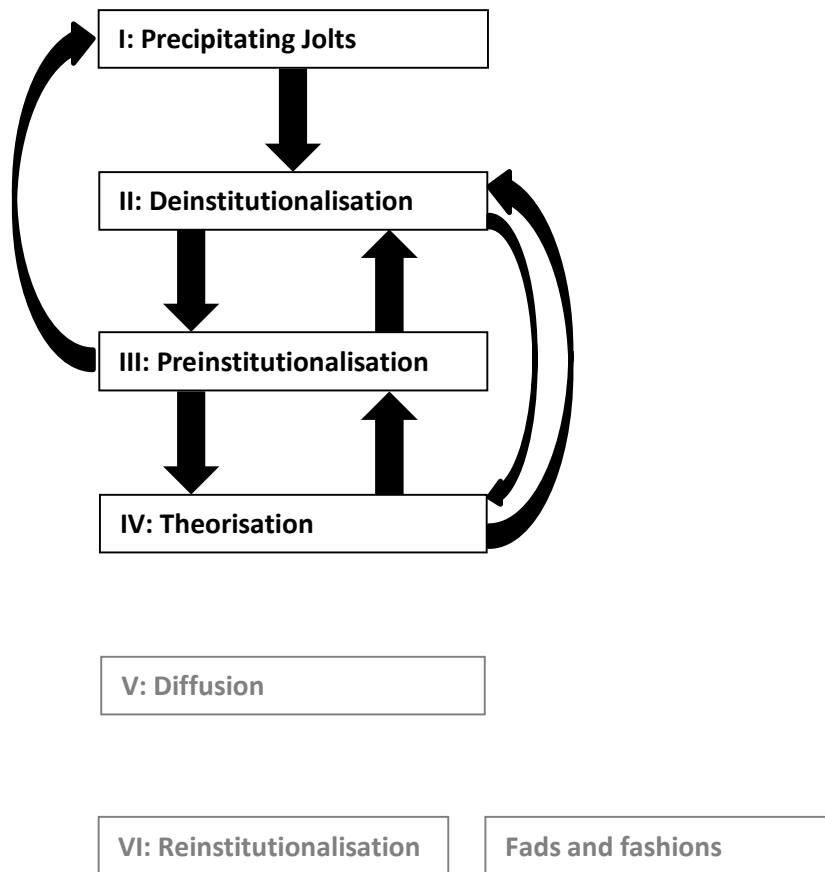 I: Precipitating Jolts
II: Deinstitutionalisation
III: Preinstitutionalisation
IV: Theorisation
V: Diffusion
VI: Reinstitutionalisation
Fads and fashions